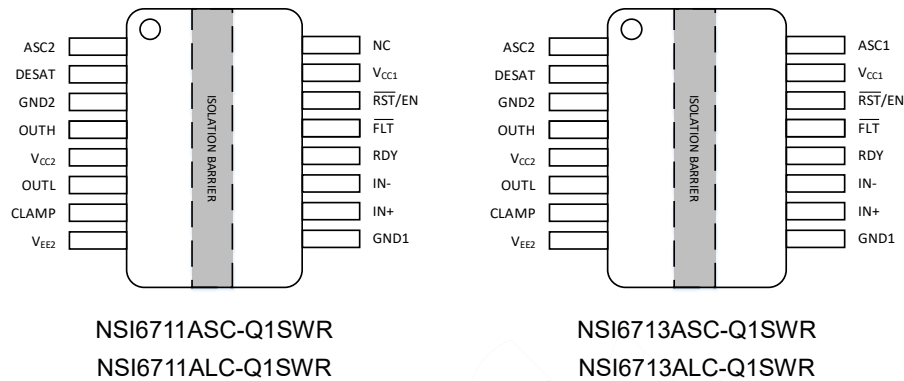 ASC2
DESAT
GND2
OUTH
VCC2
OUTL
CLAMP
VEE2
ISOLATION BARRIER
NC
VCC1
RST/EN
FLT
RDY
IN-
IN+
GND1
NSI6711ASC-Q1SWR
NSI6711ALC-Q1SWR
ASC2
DESAT
GND2
OUTH
VCC2
OUTL
CLAMP
VEE2
ISOLATION BARRIER
ASC1
VCC1
RST/EN
FLT
RDY
IN-
IN+
GND1
NSI6713ASC-Q1SWR
NSI6713ALC-Q1SWR